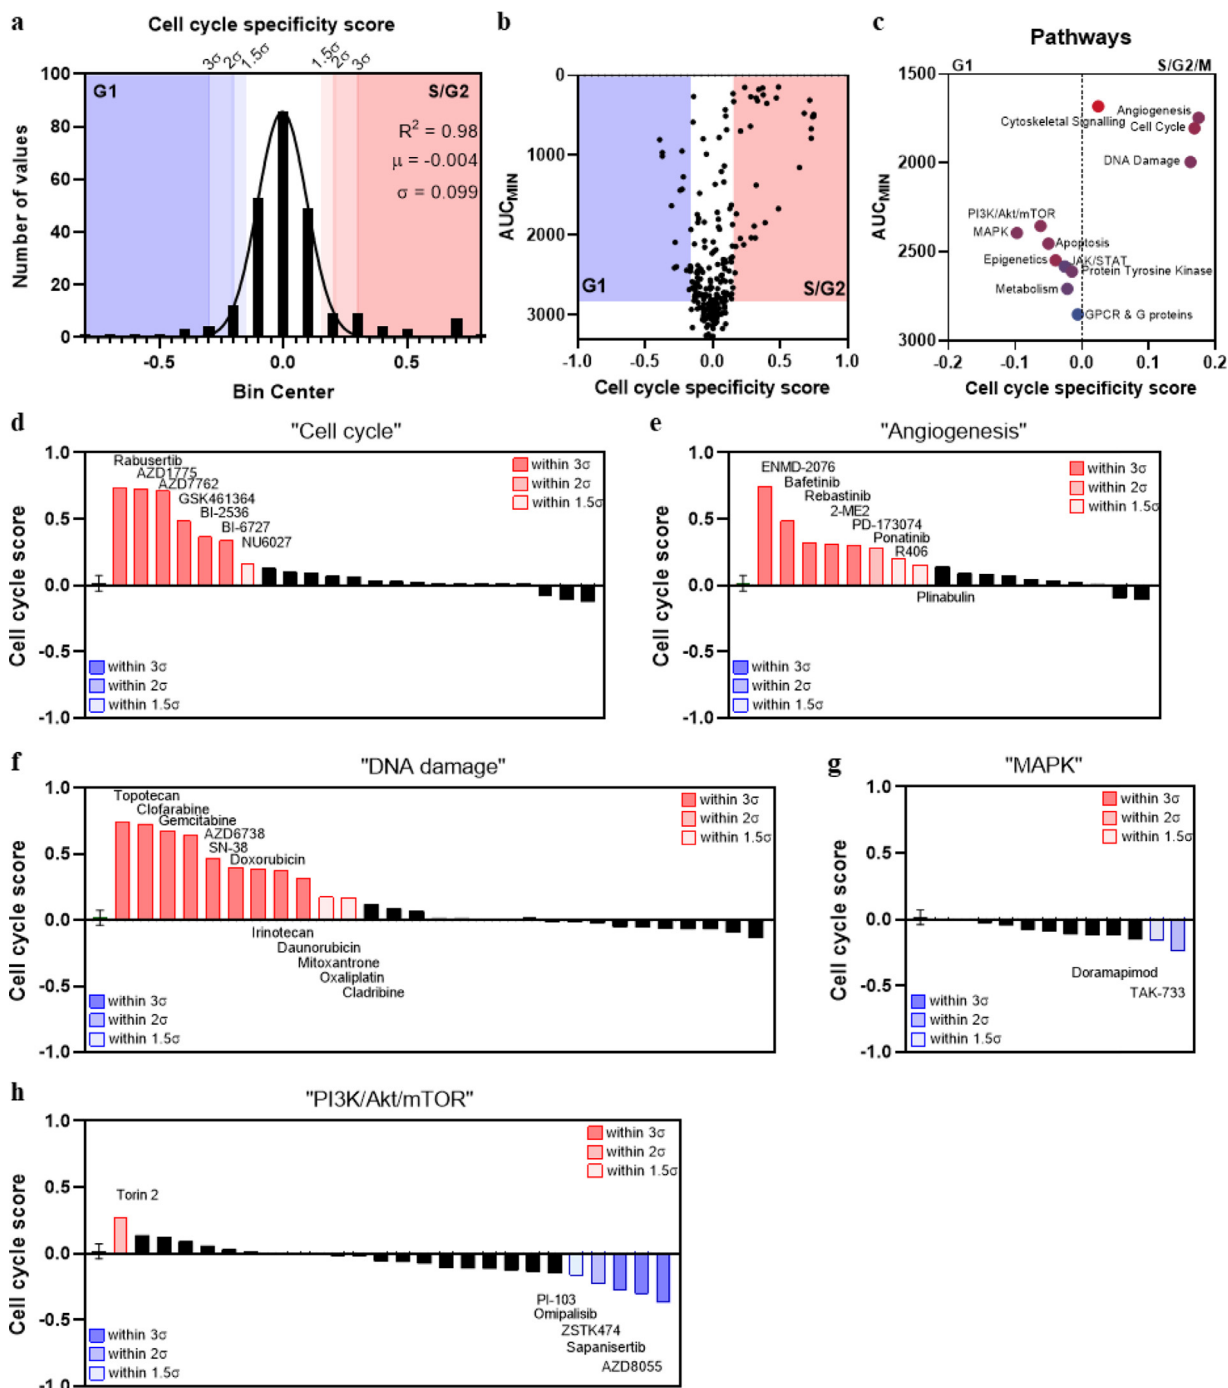 a
Cell cycle specificity score
3σ 2σ 1.5σ 1.5σ 2σ 3σ
G1
S/G2
R² = 0.98
μ = -0.004
σ = 0.099
100
80
60
40
20
0
Number of values
-0.5 0.0 0.5
Bin Center
b
0
1000
2000
3000
AUCMIN
G1
S/G2
-1.0 -0.5 0.0 0.5 1.0
Cell cycle specificity score
c
Pathways
G1
S/G2/M
1500
2000
2500
3000
AUCMIN
Angiogenesis
Cytoskeletal Signalling
Cell Cycle
DNA Damage
PI3K/Akt/mTOR
MAPK
Apoptosis
Epigenetics
JAK/STAT
Protein Tyrosine Kinase
Metabolism
GPCR & G proteins
-0.2 -0.1 0.0 0.1 0.2
Cell cycle specificity score
d
"Cell cycle"
1.0
0.5
0.0
-0.5
-1.0
Cell cycle score
Rabusertib
AZD1775
AZD7762
GSK461364
BI-2536
BI-6727
NU6027
within 3σ
within 2σ
within 1.5σ
within 3σ
within 2σ
within 1.5σ
e
"Angiogenesis"
1.0
0.5
0.0
-0.5
-1.0
Cell cycle score
ENMD-2076
Bafetinib
Rebastinib
2-ME2
PD-173074
Ponatinib
R406
Plinabulin
within 3σ
within 2σ
within 1.5σ
within 3σ
within 2σ
within 1.5σ
f
"DNA damage"
1.0
0.5
0.0
-0.5
-1.0
Cell cycle score
Topotecan
Clofarabine
Gemcitabine
AZD6738
SN-38
Doxorubicin
Irinotecan
Daunorubicin
Mitoxantrone
Oxaliplatin
Cladribine
within 3σ
within 2σ
within 1.5σ
within 3σ
within 2σ
within 1.5σ
g
"MAPK"
1.0
0.5
0.0
-0.5
-1.0
Cell cycle score
within 3σ
within 2σ
within 1.5σ
Doramapimod
TAK-733
within 3σ
within 2σ
within 1.5σ
h
"PI3K/Akt/mTOR"
1.0
0.5
0.0
-0.5
-1.0
Cell cycle score
Torin 2
within 3σ
within 2σ
within 1.5σ
PI-103
Omipalisib
ZSTK474
Sapanisertib
AZD8055
within 3σ
within 2σ
within 1.5σ